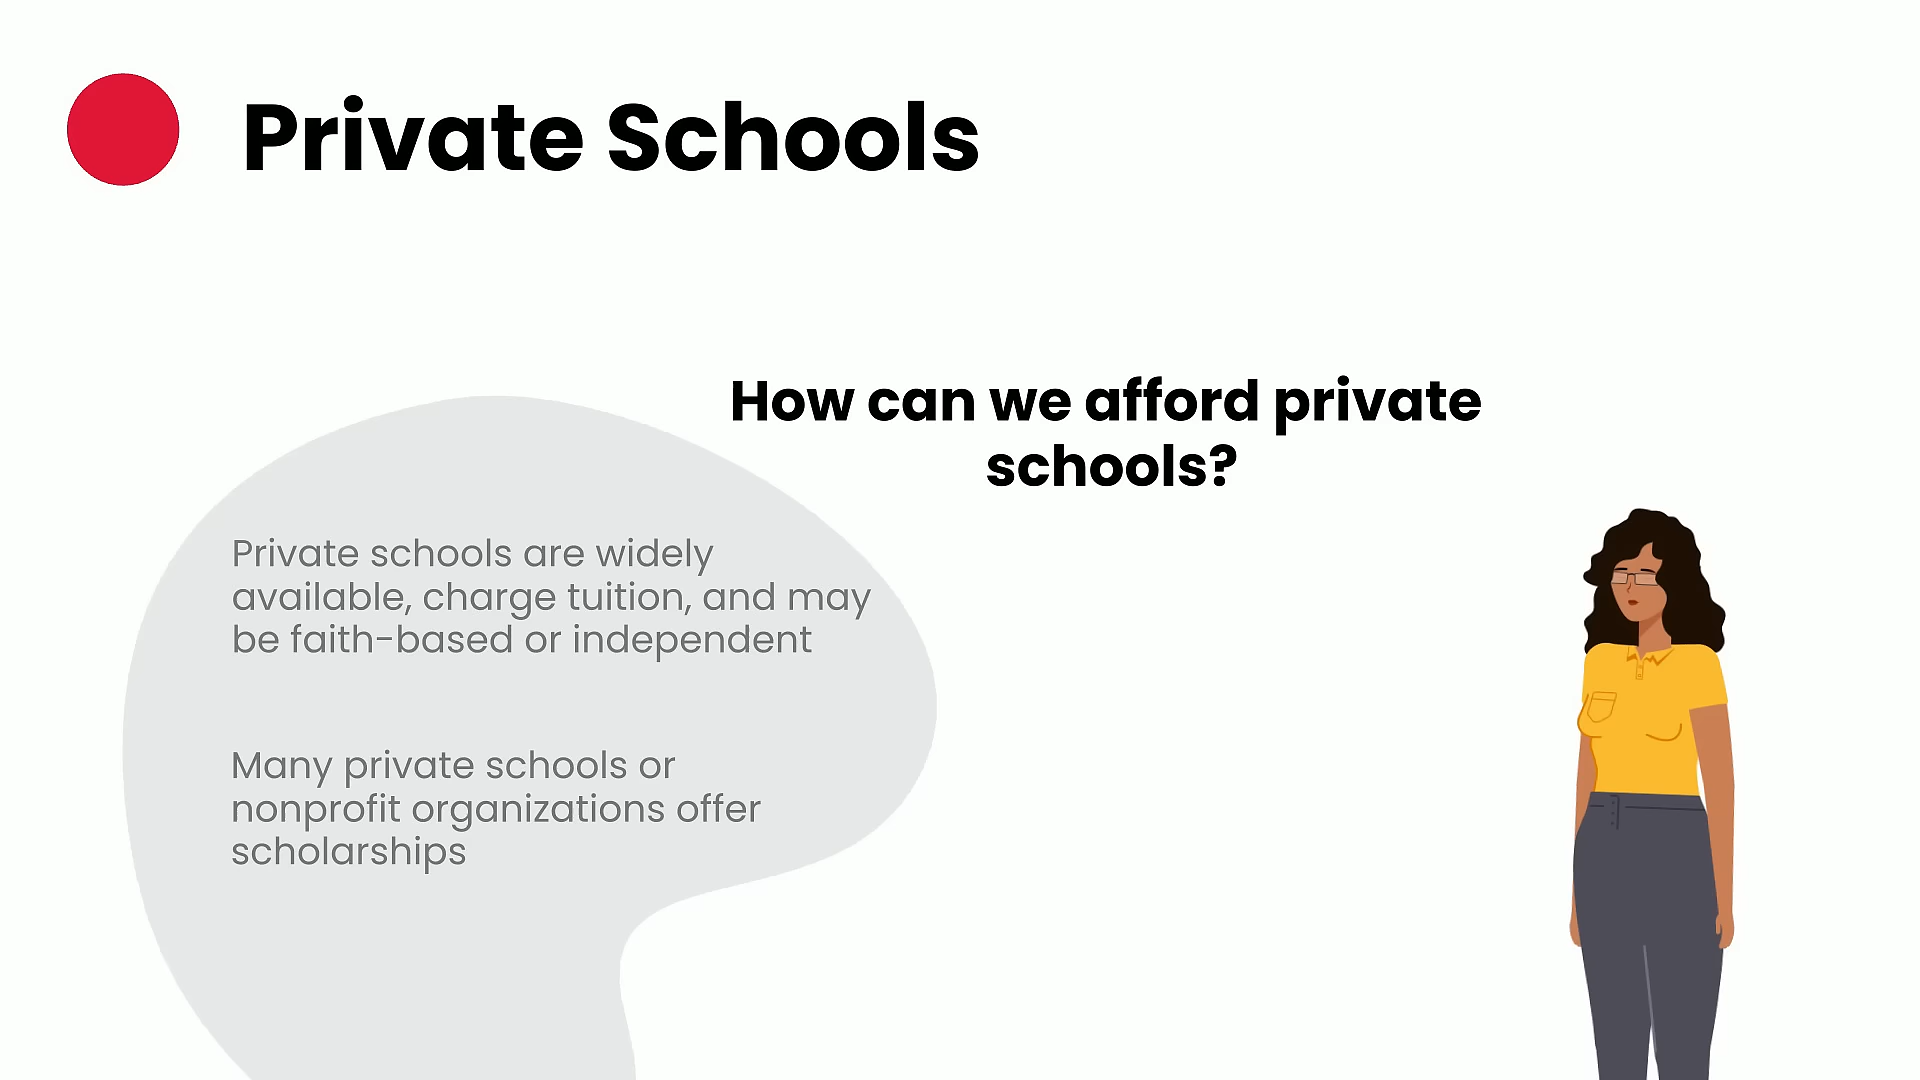 Private Schools
How can we afford private
schools?
Private schools are widely
available, charge tuition, and may
be faith-based or independent
Many private schools or
nonprofit organizations offer
scholarships